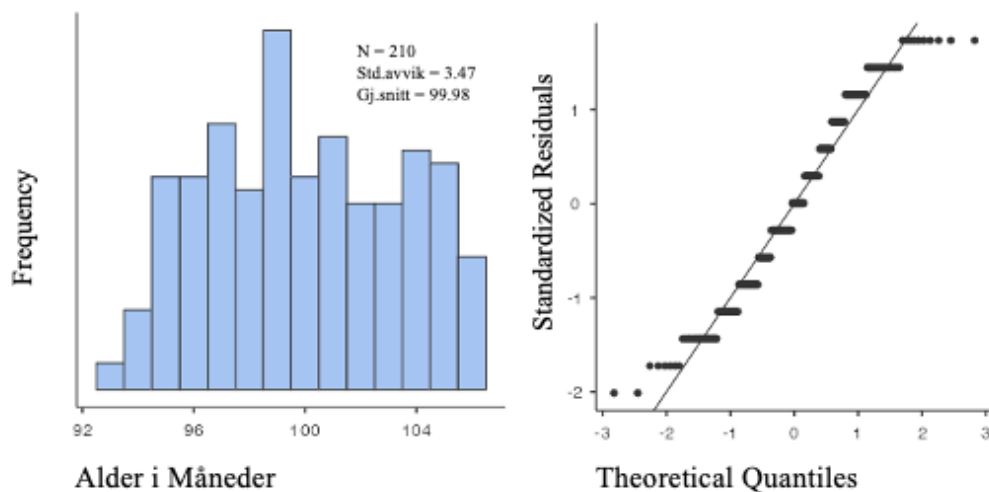 N = 210
Std.avvik = 3.47
Gj.snitt = 99.98
Frequency
92 96 100 104
Alder i Måneder
Standardized Residuals
1
0
-1
-2
-3 -2 -1 0 1 2 3
Theoretical Quantiles